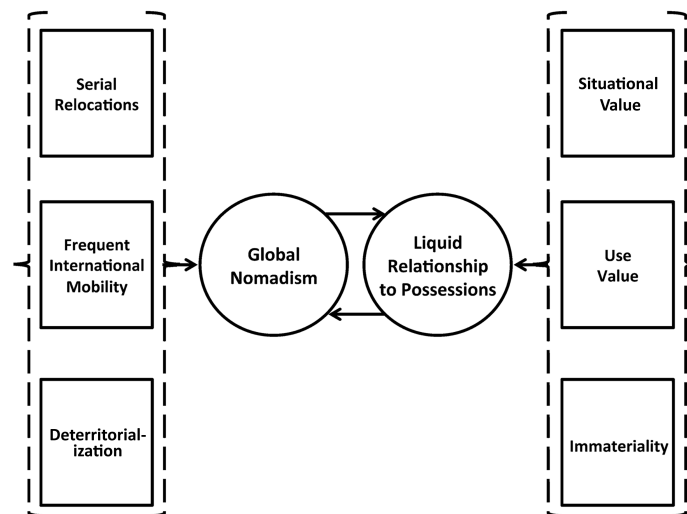 Serial
Relocations
Situational
Value
Frequent
International
Mobility
Global
Nomadism
Liquid
Relationship
to Possessions
Use
Value
Deterritorial-
ization
Immateriality